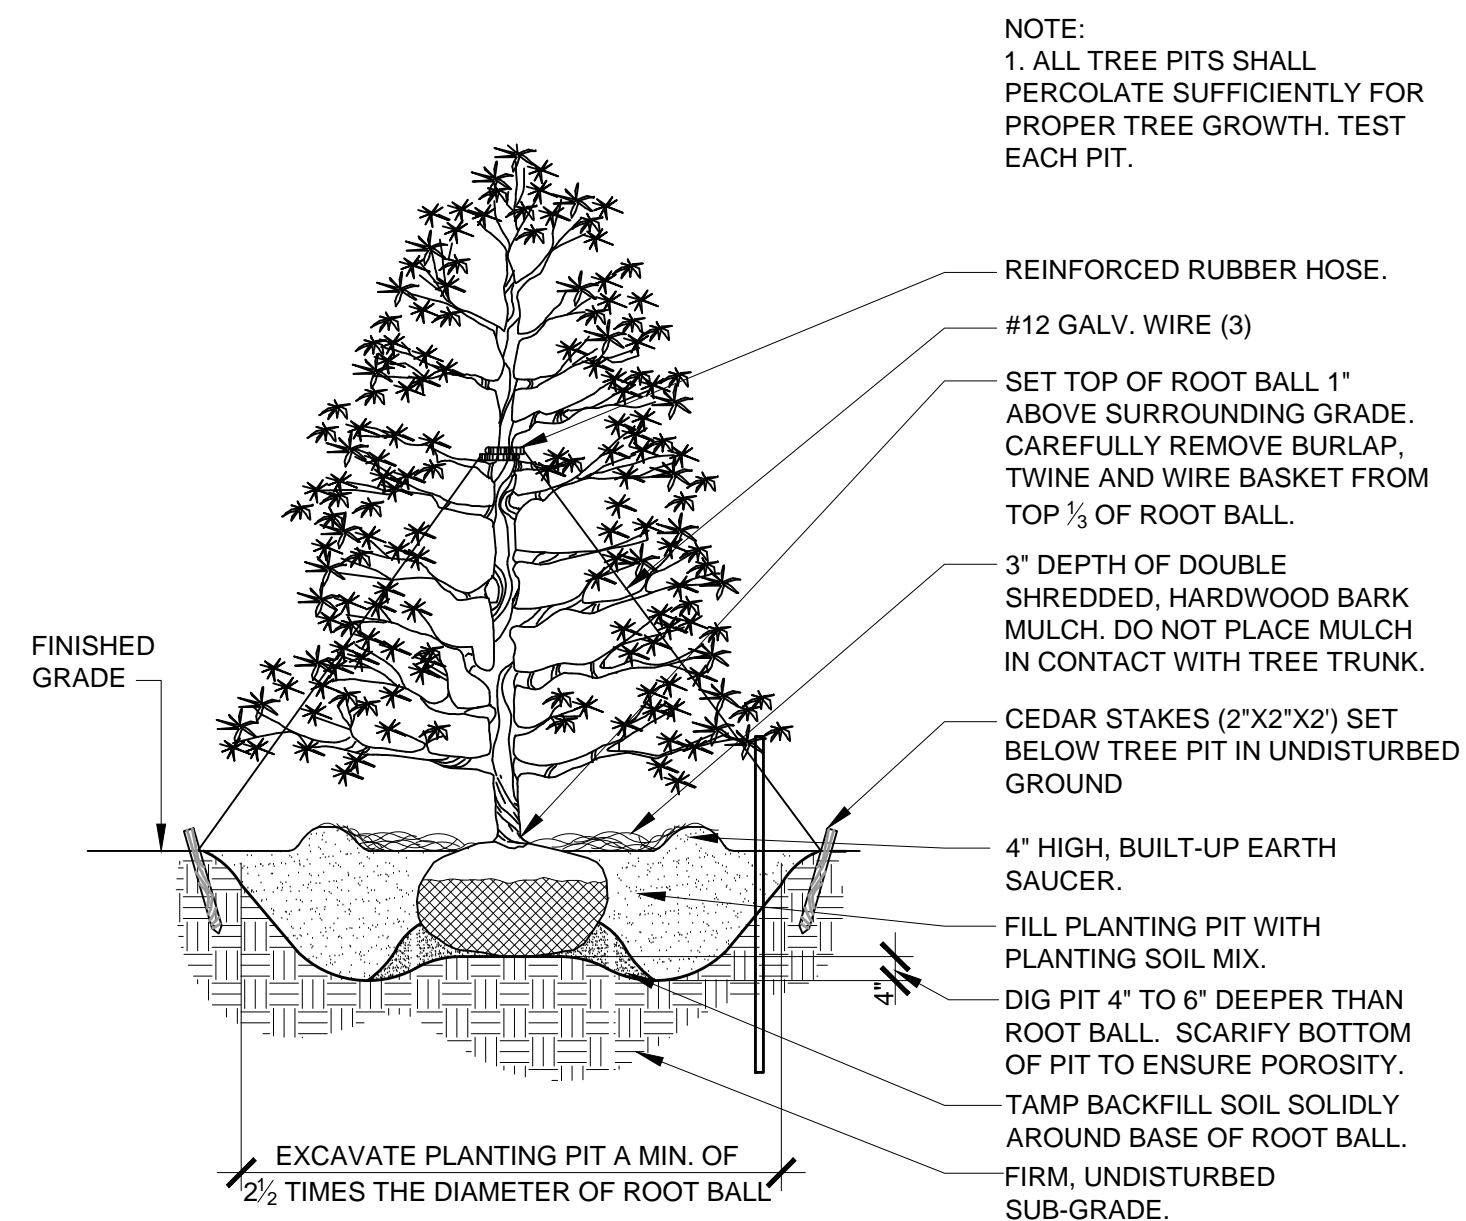 NOTE:
1. ALL TREE PITS SHALL
PERCOLATE SUFFICIENTLY FOR
PROPER TREE GROWTH. TEST
EACH PIT.
REINFORCED RUBBER HOSE.
#12 GALV. WIRE (3)
SET TOP OF ROOT BALL 1"
ABOVE SURROUNDING GRADE.
CAREFULLY REMOVE BURLAP,
TWINE AND WIRE BASKET FROM
TOP 1/3 OF ROOT BALL.
3" DEPTH OF DOUBLE
SHREDDED, HARDWOOD BARK
MULCH. DO NOT PLACE MULCH
IN CONTACT WITH TREE TRUNK.
FINISHED
GRADE
CEDAR STAKES (2"X2"X2') SET
BELOW TREE PIT IN UNDISTURBED
GROUND
4" HIGH, BUILT-UP EARTH
SAUCER.
FILL PLANTING PIT WITH
PLANTING SOIL MIX.
4"
DIG PIT 4" TO 6" DEEPER THAN
ROOT BALL. SCARIFY BOTTOM
OF PIT TO ENSURE POROSITY.
TAMP BACKFILL SOIL SOLIDLY
AROUND BASE OF ROOT BALL.
FIRM, UNDISTURBED
SUB-GRADE.
EXCAVATE PLANTING PIT A MIN. OF
2 1/2 TIMES THE DIAMETER OF ROOT BALL